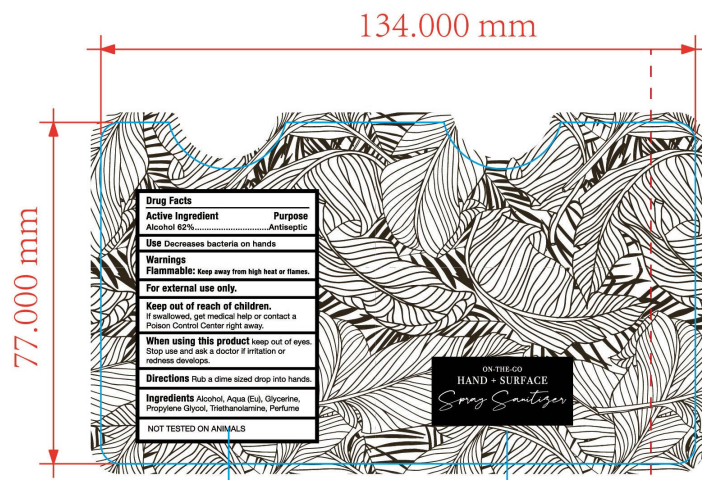 134.000 mm
77.000 mm
Drug Facts
Active Ingredient Purpose
Alcohol 62%..............................Antiseptic
Use Decreases bacteria on hands
Warnings
Flammable: Keep away from high heat or flames.
For external use only.
Keep out of reach of children.
If swallowed, get medical help or contact a
Poison Control Center right away.
When using this product keep out of eyes.
Stop use and ask a doctor if irritation or
redness develops.
Directions Rub a dime sized drop into hands.
Ingredients Alcohol, Aqua (Eu), Glycerine,
Propylene Glycol, Triethanolamine, Perfume
NOT TESTED ON ANIMALS
ON-THE-GO
HAND + SURFACE
Spray Sanitizer